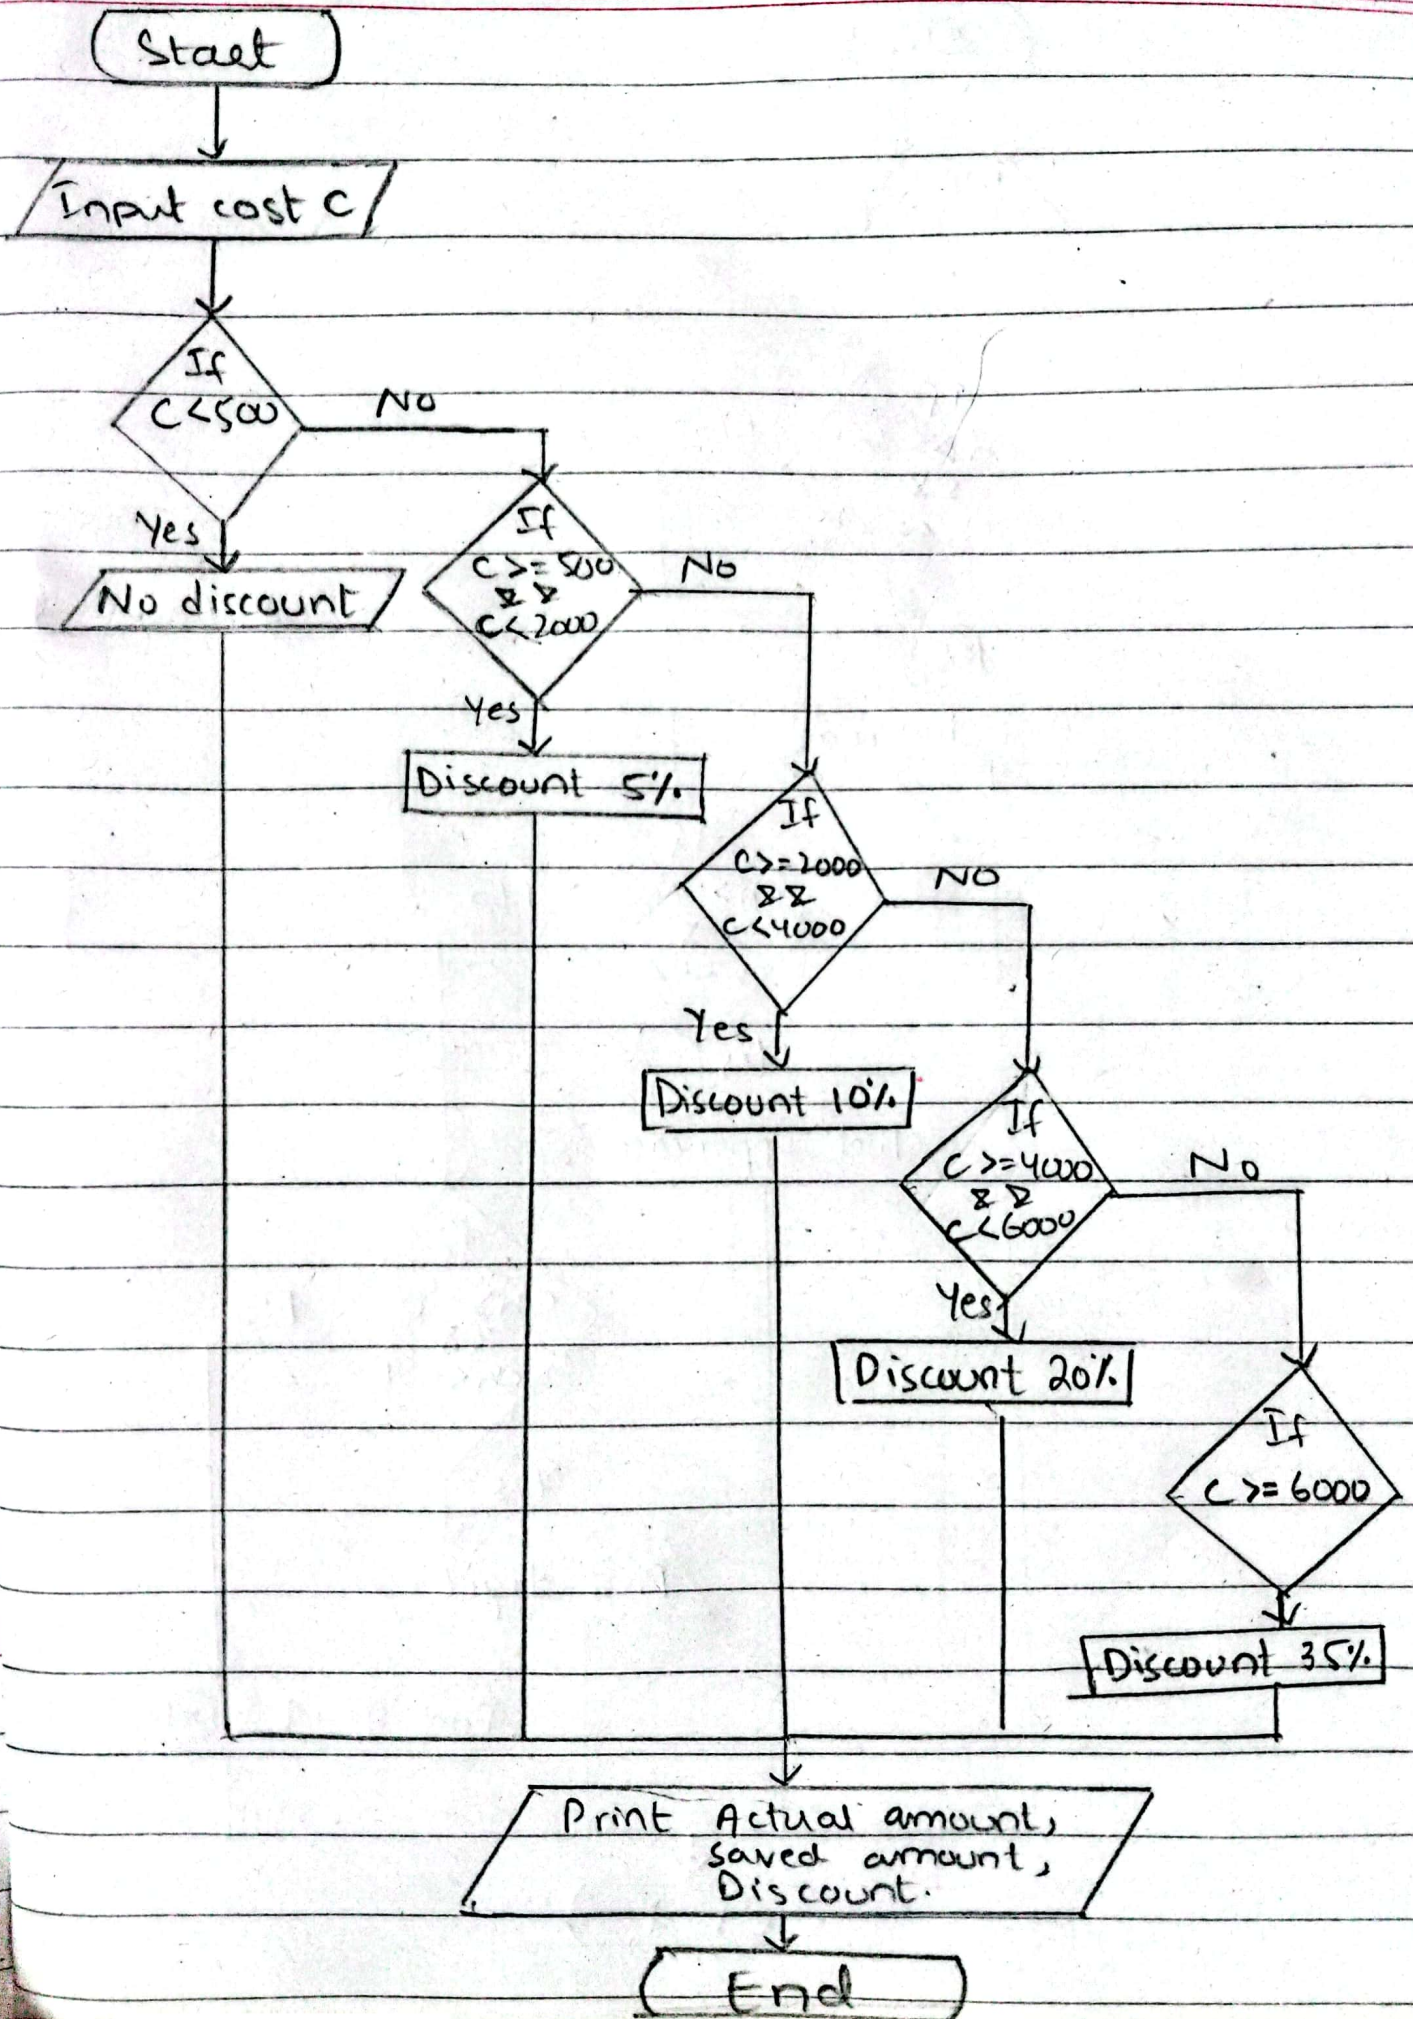 Start
Input cost C
If
C<500
No
Yes
No discount
If
C>=500
&&
C<2000
No
Yes
Discount 5%
If
C>=2000
&&
C<4000
No
Yes
Discount 10%
If
C>=4000
&&
C<6000
No
Yes
Discount 20%
If
C>=6000
Discount 35%
Print Actual amount,
saved amount,
Discount.
End